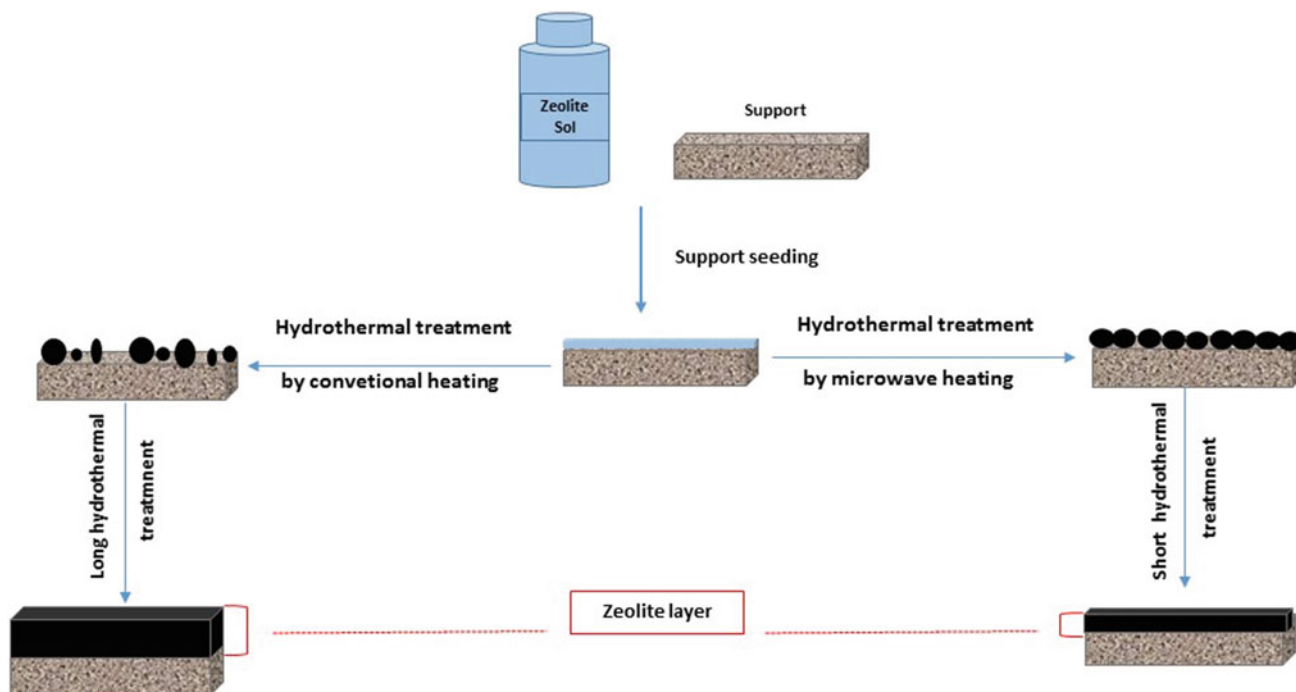 Zeolite
Sol
Support
Support seeding
Hydrothermal treatment
by convetional heating
Hydrothermal treatment
by microwave heating
Long hydrothermal
treatmnent
Short hydrothermal
treatmnent
Zeolite layer